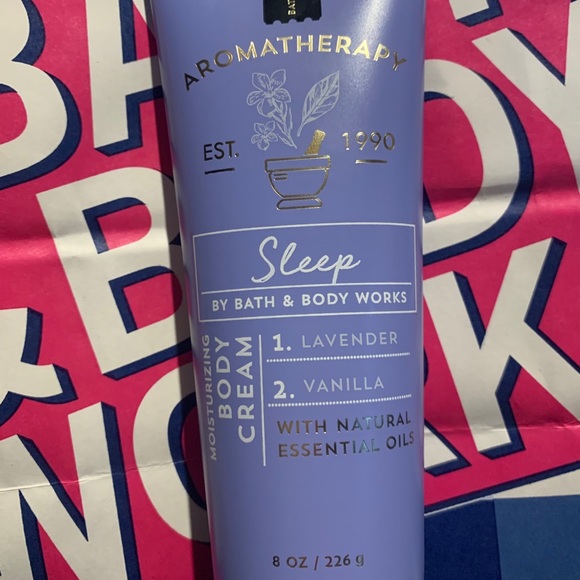 BAT
AROMATHERAPY
EST. 1990
Sleep
BY BATH & BODY WORKS
MOISTURIZING
BODY
CREAM
1. LAVENDER
2. VANILLA
WITH NATURAL
ESSENTIAL OILS
8 OZ / 226 g